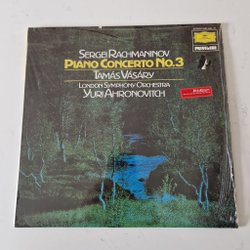 Sergei Rachmaninov
Piano Concerto No.3
Tamás Vásáry
London Symphony Orchestra
Yuri Ahronovitch